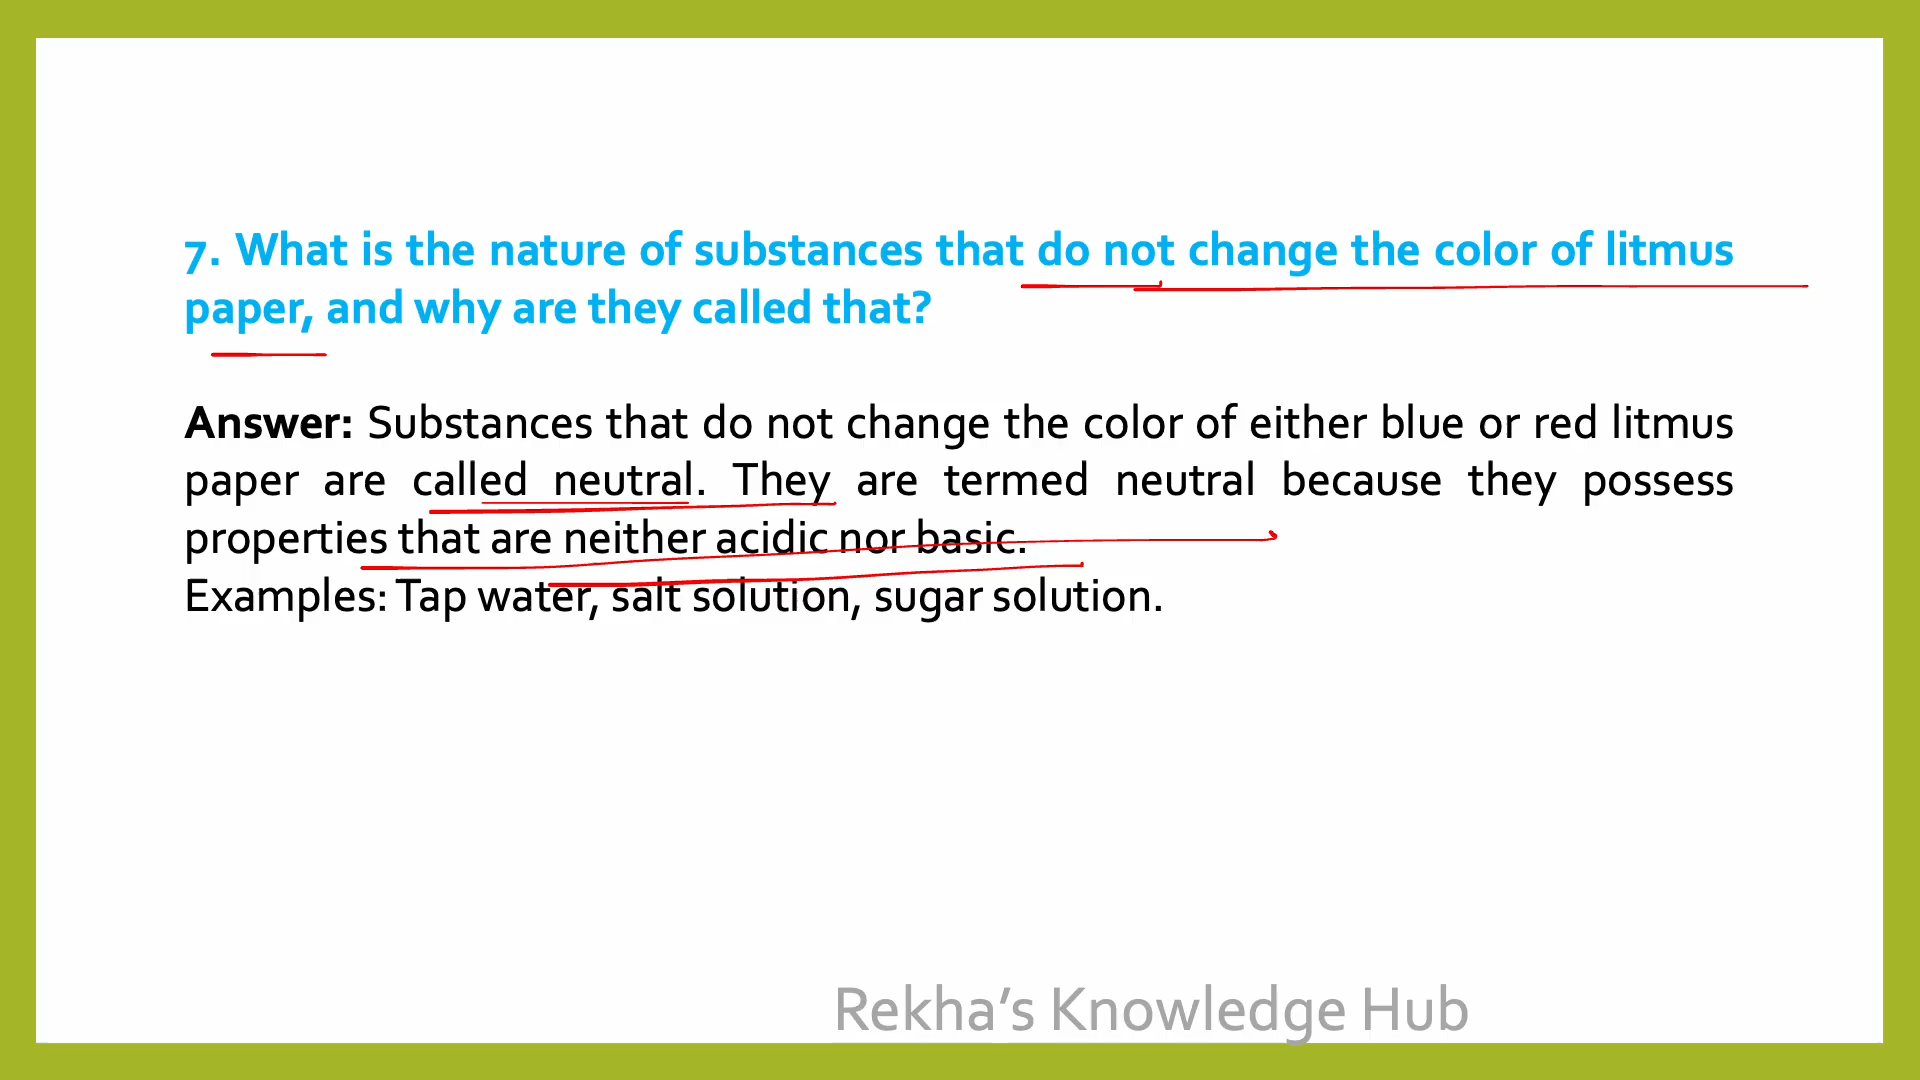 7. What is the nature of substances that do not change the color of litmus
paper, and why are they called that?
Answer: Substances that do not change the color of either blue or red litmus
paper are called neutral. They are termed neutral because they possess
properties that are neither acidic nor basic.
Examples: Tap water, salt solution, sugar solution.
Rekha’s Knowledge Hub